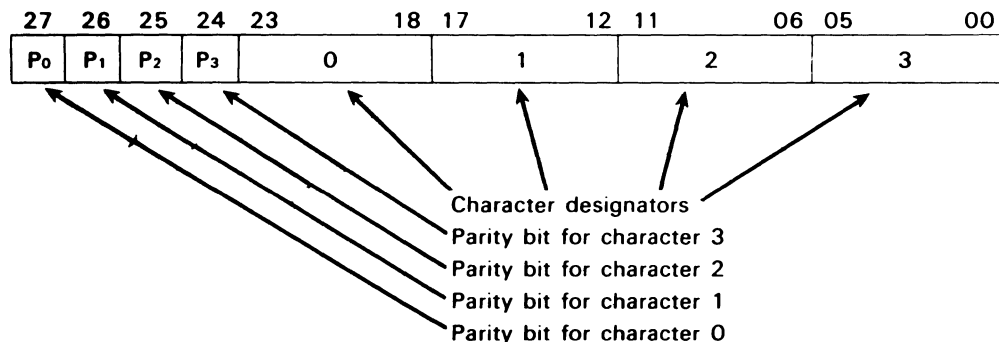 27 26 25 24 23 18 17 12 11 06 05 00
P0 P1 P2 P3 0 1 2 3
Character designators
Parity bit for character 3
Parity bit for character 2
Parity bit for character 1
Parity bit for character 0